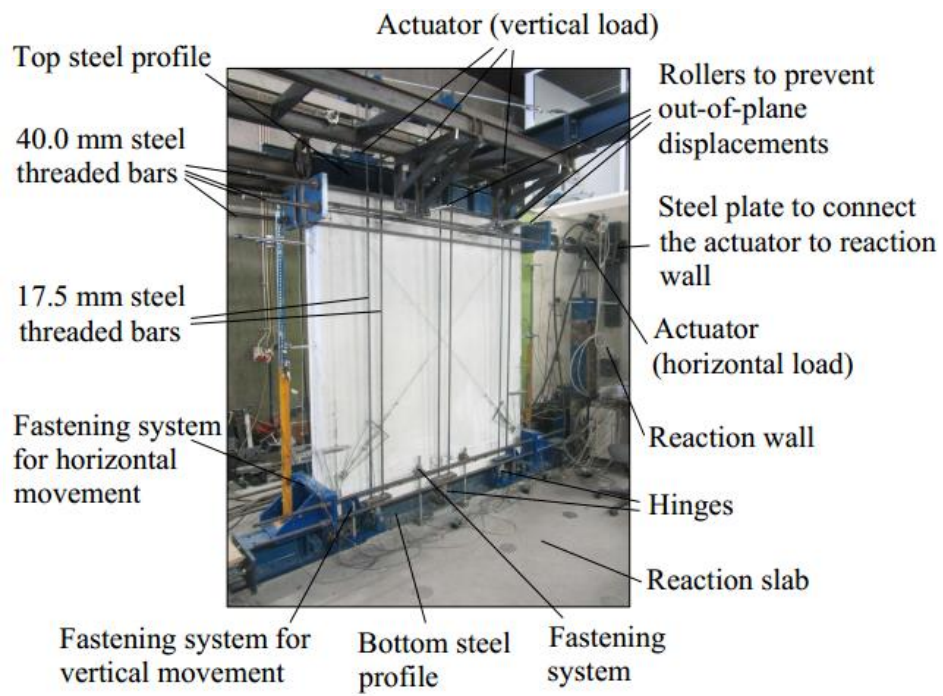 Actuator (vertical load)
Top steel profile
Rollers to prevent
out-of-plane
displacements
40.0 mm steel
threaded bars
Steel plate to connect
the actuator to reaction
wall
17.5 mm steel
threaded bars
Actuator
(horizontal load)
Fastening system
for horizontal
movement
Reaction wall
Hinges
Reaction slab
Fastening system for
vertical movement
Bottom steel
profile
Fastening
system